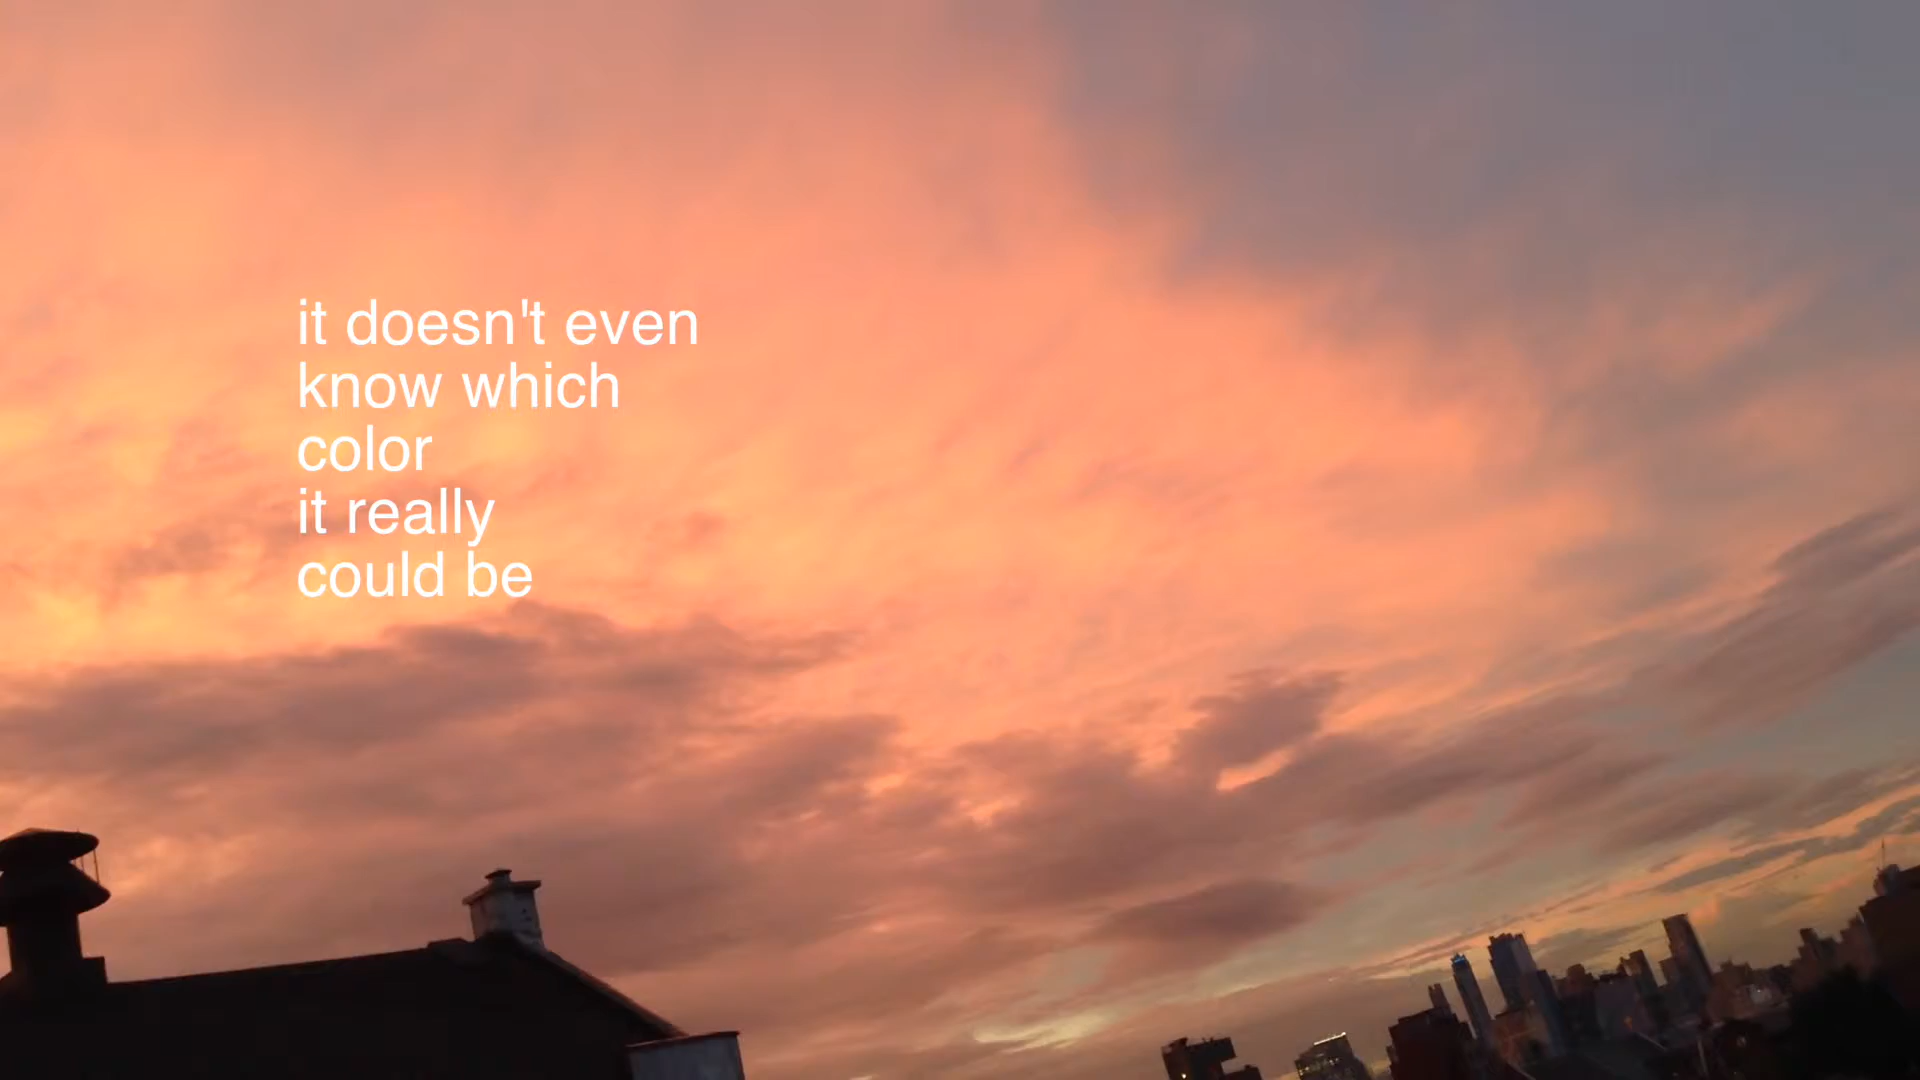 it doesn't even
know which
color
it really
could be